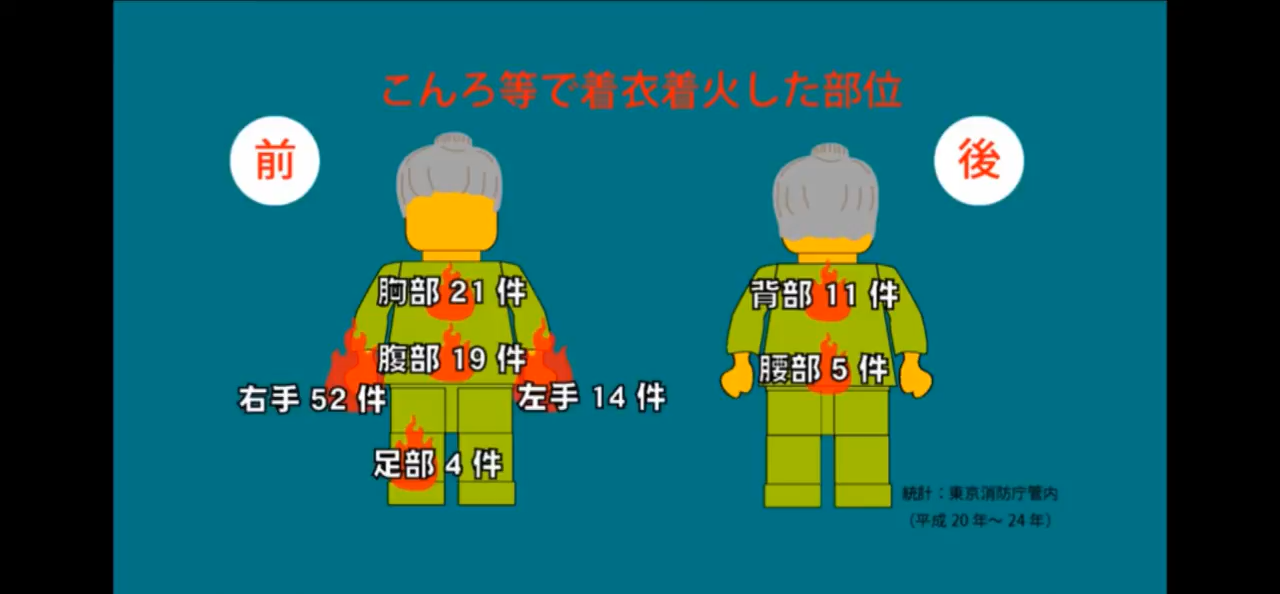 こんろ等で着衣着火した部位
前
後
胸部 21 件
腹部 19 件
右手 52 件
左手 14 件
足部 4 件
背部 11 件
腰部 5 件
統計：東京消防庁管内
（平成 20 年～ 24 年）